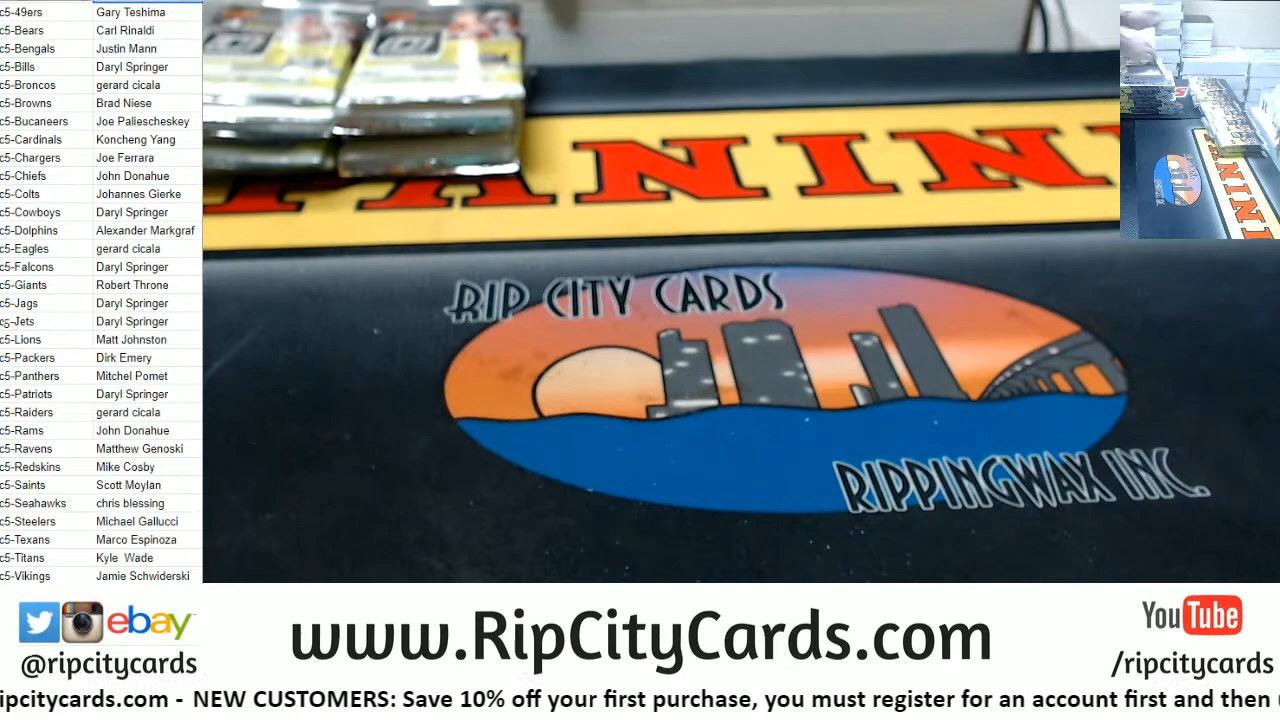 c5-49ers Gary Teshima
c5-Bears Carl Rinaldi
c5-Bengals Justin Mann
c5-Bills Daryl Springer
c5-Broncos gerard cicala
c5-Browns Brad Niese
c5-Bucaneers Joe Paliescheskey
c5-Cardinals Koncheng Yang
c5-Chargers Joe Ferrara
c5-Chiefs John Donahue
c5-Colts Johannes Gierke
c5-Cowboys Daryl Springer
c5-Dolphins Alexander Markgraf
c5-Eagles gerard cicala
c5-Falcons Daryl Springer
c5-Giants Robert Throne
c5-Jags Daryl Springer
c5-Jets Daryl Springer
c5-Lions Matt Johnston
c5-Packers Dirk Emery
c5-Panthers Mitchel Pomet
c5-Patriots Daryl Springer
c5-Raiders gerard cicala
c5-Rams John Donahue
c5-Ravens Matthew Genoski
c5-Redskins Mike Cosby
c5-Saints Scott Moylan
c5-Seahawks chris blessing
c5-Steelers Michael Gallucci
c5-Texans Marco Espinoza
c5-Titans Kyle Wade
c5-Vikings Jamie Schwiderski
PANINI
RIP CITY CARDS
RIPPINGWAX INC.
NINI
ebay
@ripcitycards
www.RipCityCards.com
YouTube
/ripcitycards
ripcitycards.com - NEW CUSTOMERS: Save 10% off your first purchase, you must register for an account first and then